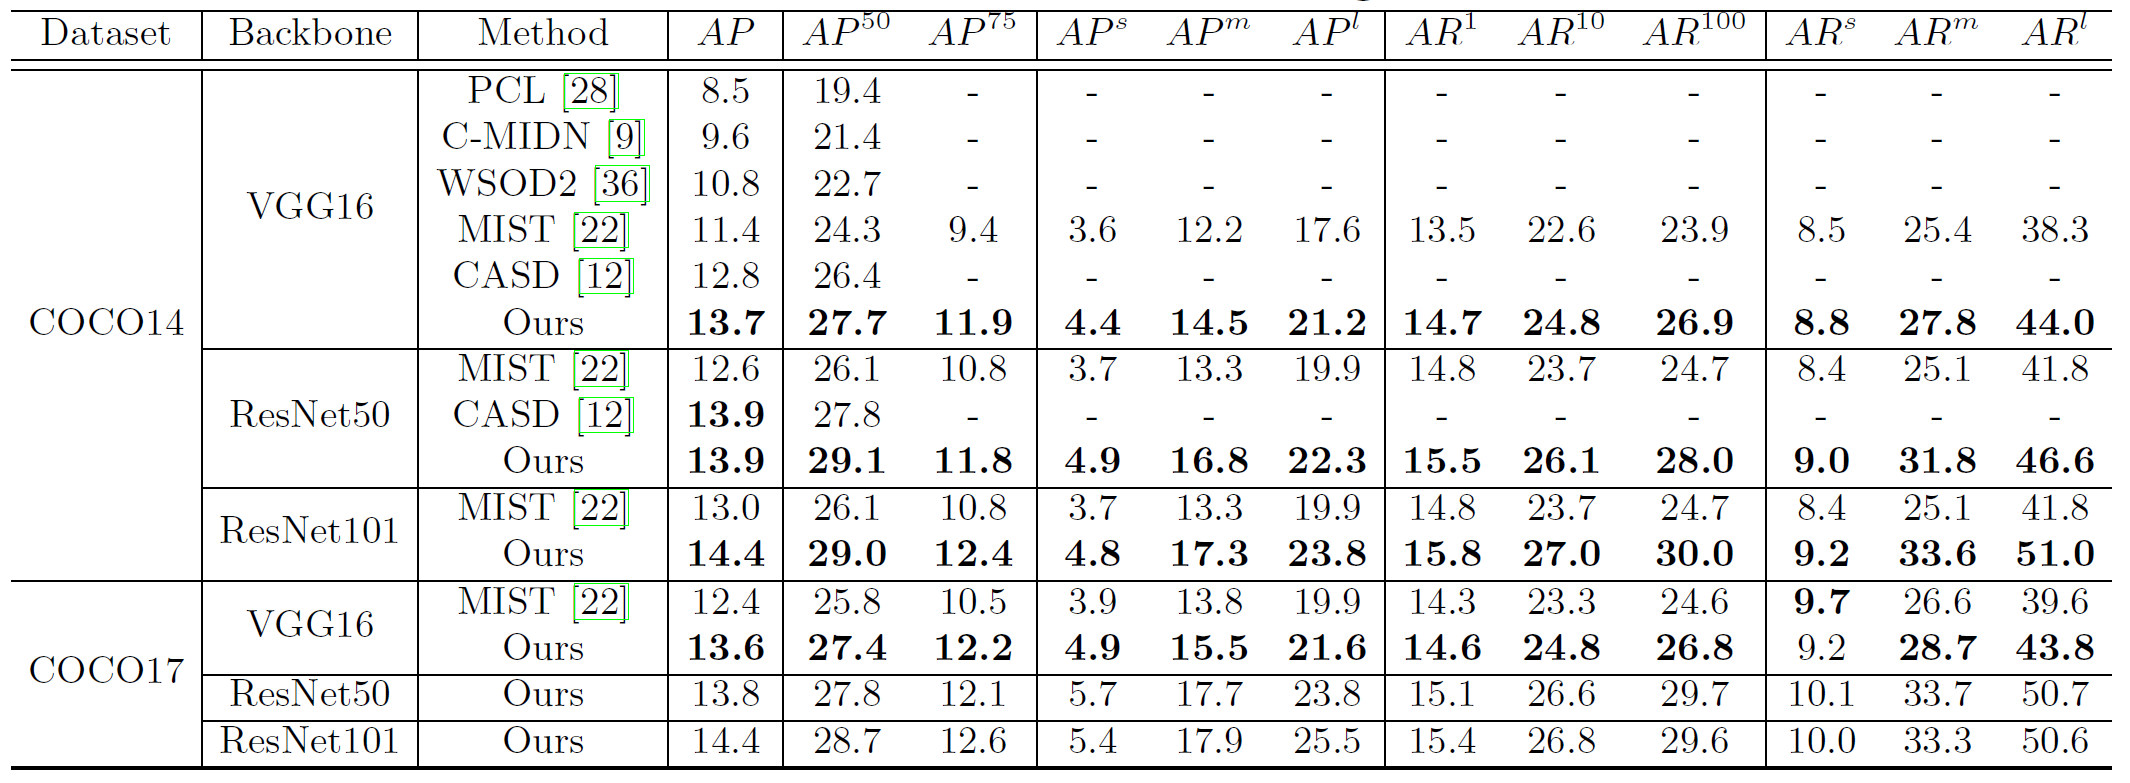 Dataset Backbone Method AP AP^50 AP^75 AP^s AP^m AP^l AR^1 AR^10 AR^100 AR^s AR^m AR^l
PCL [28] 8.5 19.4 - - - - - - - - - -
C-MIDN [9] 9.6 21.4 - - - - - - - - - -
WSOD2 [36] 10.8 22.7 - - - - - - - - - -
VGG16
MIST [22] 11.4 24.3 9.4 3.6 12.2 17.6 13.5 22.6 23.9 8.5 25.4 38.3
CASD [12] 12.8 26.4 - - - - - - - - - -
COCO14 Ours 13.7 27.7 11.9 4.4 14.5 21.2 14.7 24.8 26.9 8.8 27.8 44.0
MIST [22] 12.6 26.1 10.8 3.7 13.3 19.9 14.8 23.7 24.7 8.4 25.1 41.8
ResNet50 CASD [12] 13.9 27.8 - - - - - - - - - -
Ours 13.9 29.1 11.8 4.9 16.8 22.3 15.5 26.1 28.0 9.0 31.8 46.6
MIST [22] 13.0 26.1 10.8 3.7 13.3 19.9 14.8 23.7 24.7 8.4 25.1 41.8
ResNet101
Ours 14.4 29.0 12.4 4.8 17.3 23.8 15.8 27.0 30.0 9.2 33.6 51.0
MIST [22] 12.4 25.8 10.5 3.9 13.8 19.9 14.3 23.3 24.6 9.7 26.6 39.6
VGG16
Ours 13.6 27.4 12.2 4.9 15.5 21.6 14.6 24.8 26.8 9.2 28.7 43.8
COCO17
ResNet50 Ours 13.8 27.8 12.1 5.7 17.7 23.8 15.1 26.6 29.7 10.1 33.7 50.7
ResNet101 Ours 14.4 28.7 12.6 5.4 17.9 25.5 15.4 26.8 29.6 10.0 33.3 50.6